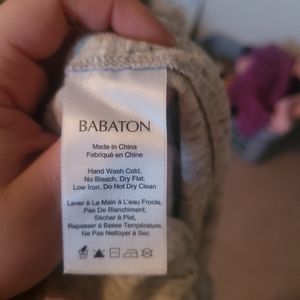 BABATON
Made in China
Fabriqué en Chine
Hand Wash Cold,
No Bleach, Dry Flat,
Low Iron, Do Not Dry Clean
Laver à La Main à L'eau Froide,
Pas De Blanchiment,
Sécher à Plat,
Repasser à Basse Température,
Ne Pas Nettoyer à Sec